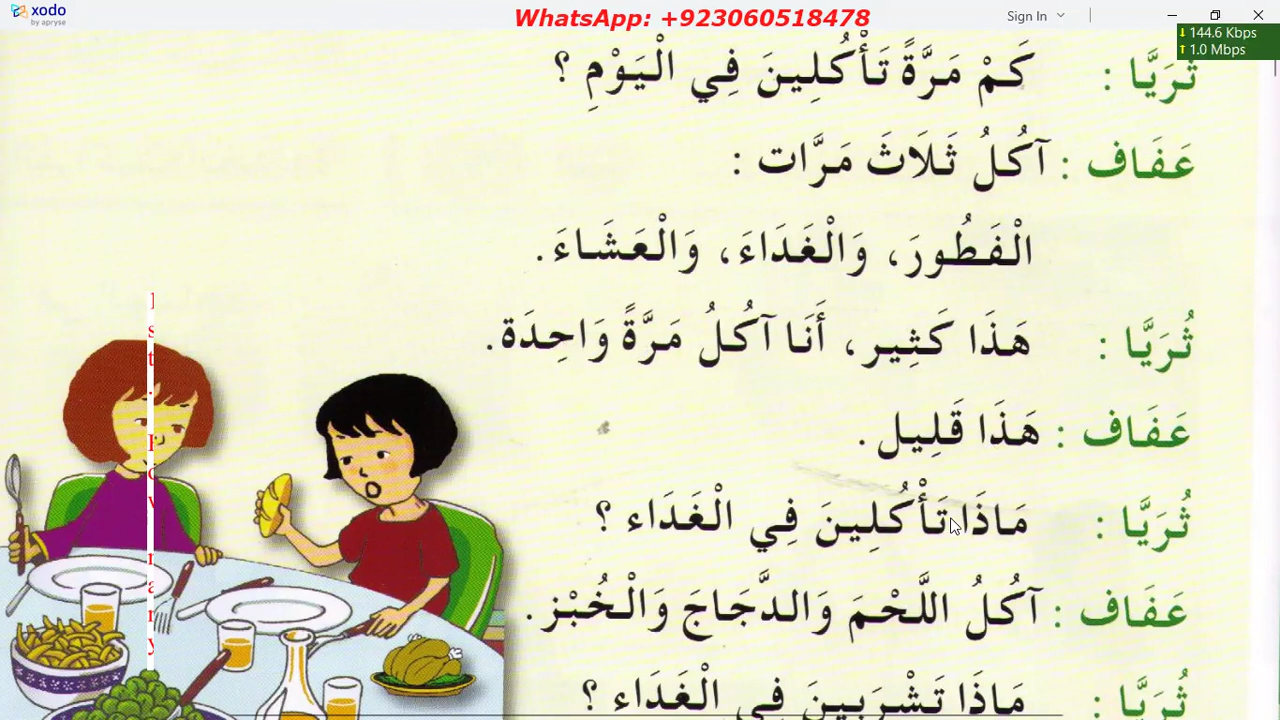 xodo
by apryse
WhatsApp: +923060518478
Sign In
144.6 Kbps
1.0 Mbps
ثُرَيَّا : كَمْ مَرَّةً تَأْكُلِينَ فِي الْيَوْمِ ؟
عَفَاف : آكُلُ ثَلَاثَ مَرَّات :
الْفَطُورَ، وَالْغَدَاءَ، وَالْعَشَاءَ.
ثُرَيَّا : هَذَا كَثِير، أَنَا آكُلُ مَرَّةً وَاحِدَة.
عَفَاف : هَذَا قَلِيل .
ثُرَيَّا : مَاذَا تَأْكُلِينَ فِي الْغَدَاء ؟
عَفَاف : آكُلُ اللَّحْمَ وَالدَّجَاجَ وَالْخُبْز.
ثُرَيَّا : مَاذَا تَشْرَبِينَ فِي الْغَدَاء ؟